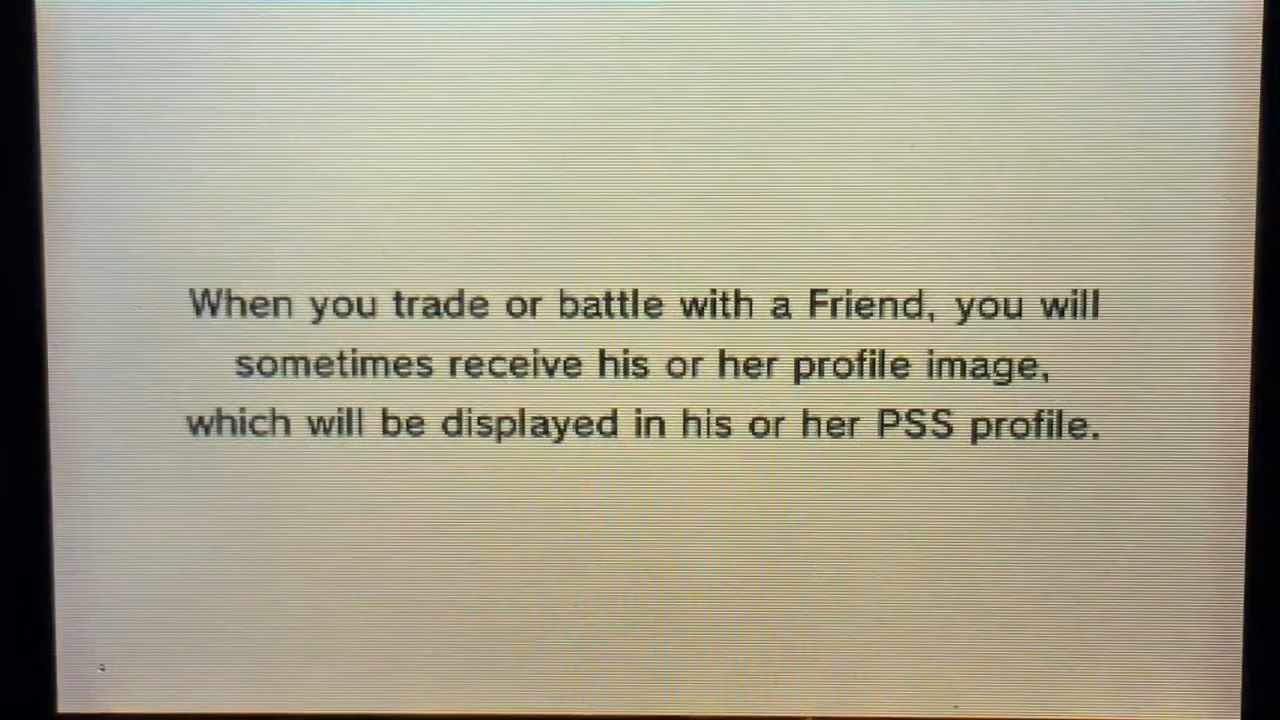 When you trade or battle with a Friend, you will
sometimes receive his or her profile image,
which will be displayed in his or her PSS profile.